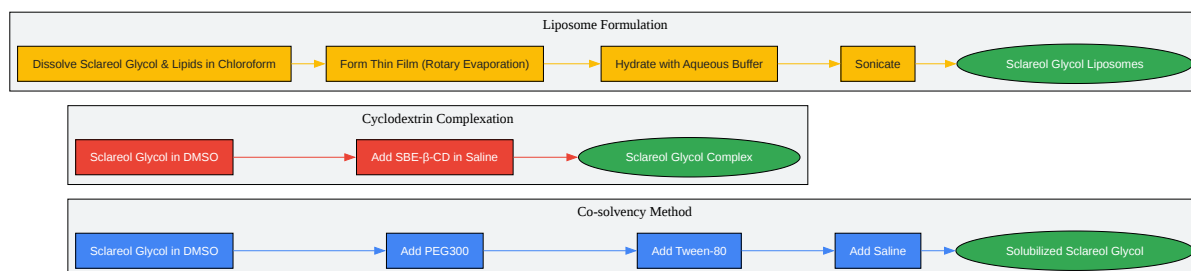 Liposome Formulation
Dissolve Sclareol Glycol & Lipids in Chloroform
Form Thin Film (Rotary Evaporation)
Hydrate with Aqueous Buffer
Sonicate
Sclareol Glycol Liposomes
Cyclodextrin Complexation
Sclareol Glycol in DMSO
Add SBE-β-CD in Saline
Sclareol Glycol Complex
Co-solvency Method
Sclareol Glycol in DMSO
Add PEG300
Add Tween-80
Add Saline
Solubilized Sclareol Glycol